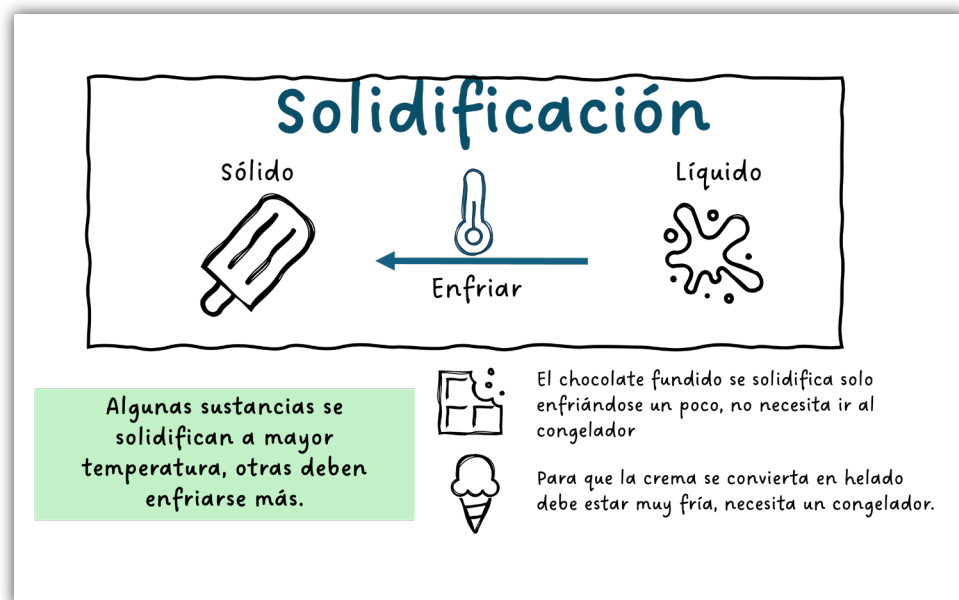 Solidificación
Sólido
Líquido
Enfriar
Algunas sustancias se
solidifican a mayor
temperatura, otras deben
enfriarse más.
El chocolate fundido se solidifica solo
enfriándose un poco, no necesita ir al
congelador
Para que la crema se convierta en helado
debe estar muy fría, necesita un congelador.